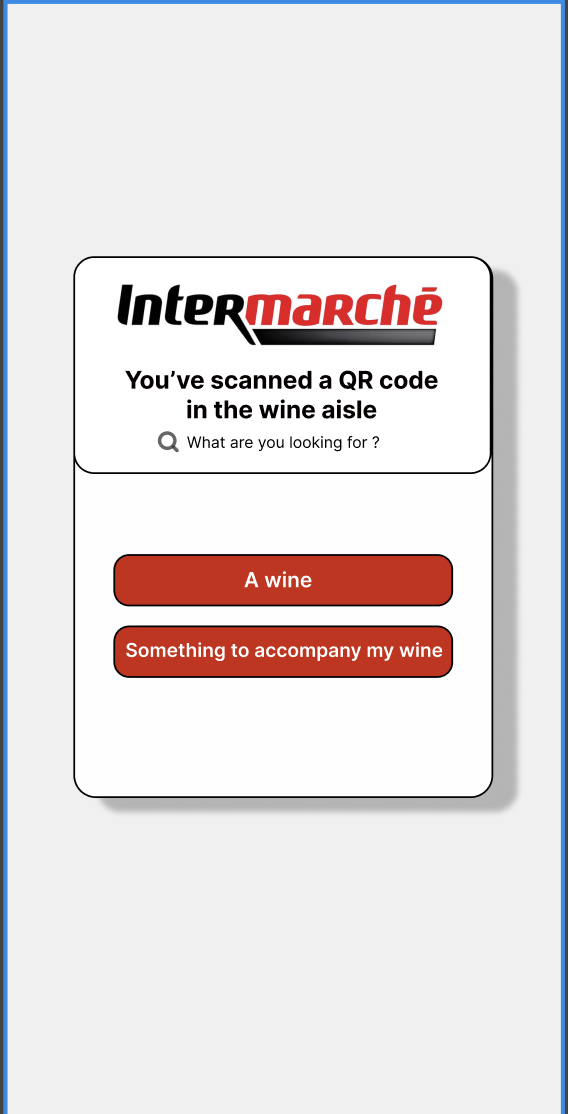 Intermarchē
You’ve scanned a QR code
in the wine aisle
What are you looking for ?
A wine
Something to accompany my wine